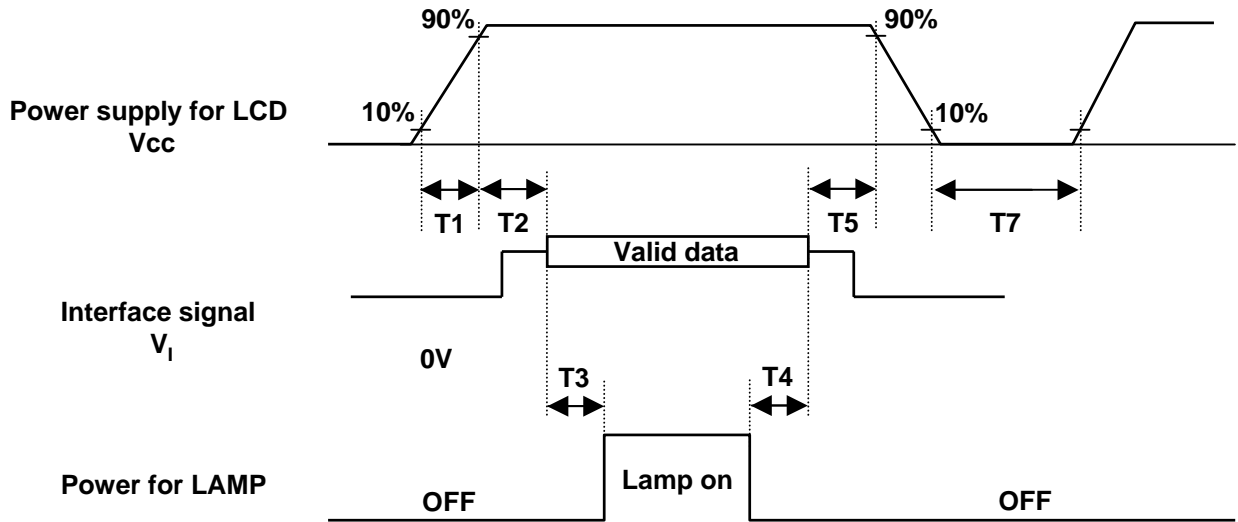 90%
90%
Power supply for LCD
Vcc
10%
10%
T1
T2
T5
T7
Valid data
Interface signal
V_I
0V
T3
T4
Power for LAMP
OFF
Lamp on
OFF